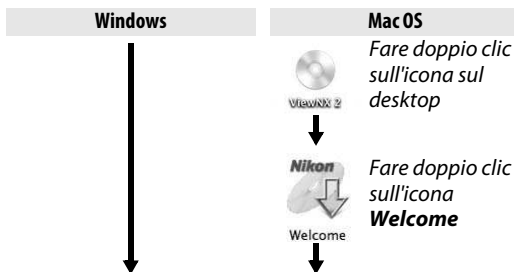 Windows
Mac OS
Fare doppio clic
sull'icona sul
desktop
ViewNX 2
Nikon
Welcome
Fare doppio clic
sull'icona
Welcome